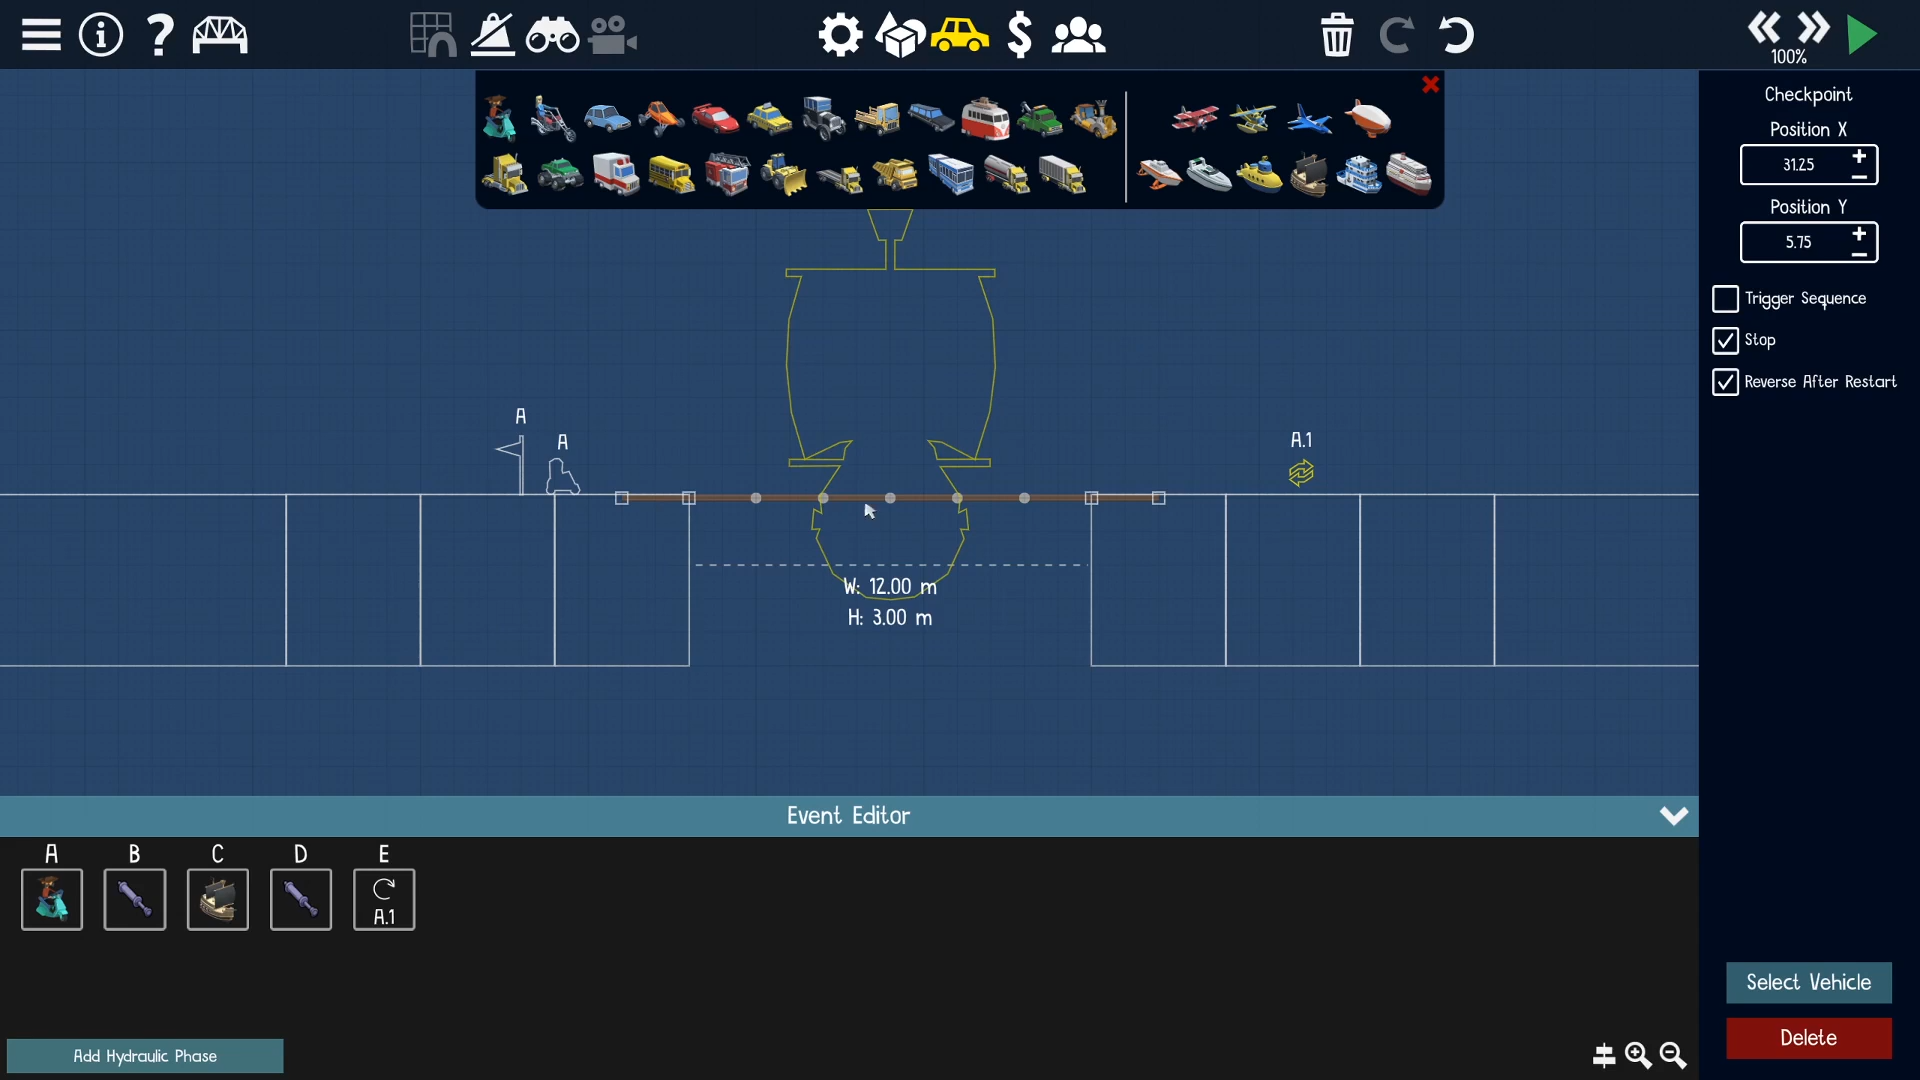 100%
Checkpoint
Position X
31.25
Position Y
5.75
Trigger Sequence
Stop
Reverse After Restart
A
A
A.1
W: 12.00 m
H: 3.00 m
Event Editor
A B C D E
A.1
Add Hydraulic Phase
Select Vehicle
Delete